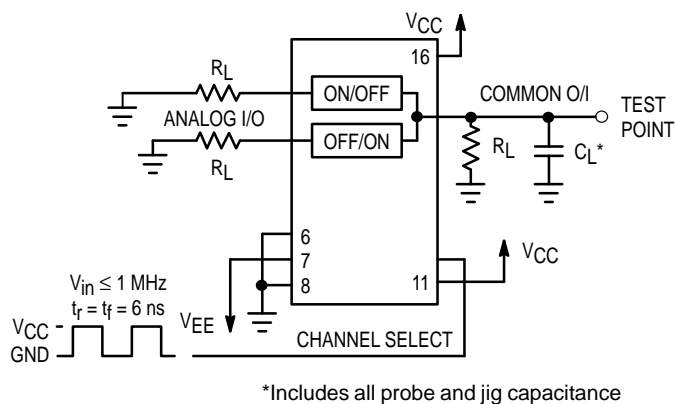 VCC
16
RL
ON/OFF
COMMON O/I
TEST
POINT
ANALOG I/O
OFF/ON
RL
RL
CL*
6
7
8
11
VCC
Vin ≤ 1 MHz
tr = tf = 6 ns
VEE
VCC
GND
CHANNEL SELECT
*Includes all probe and jig capacitance